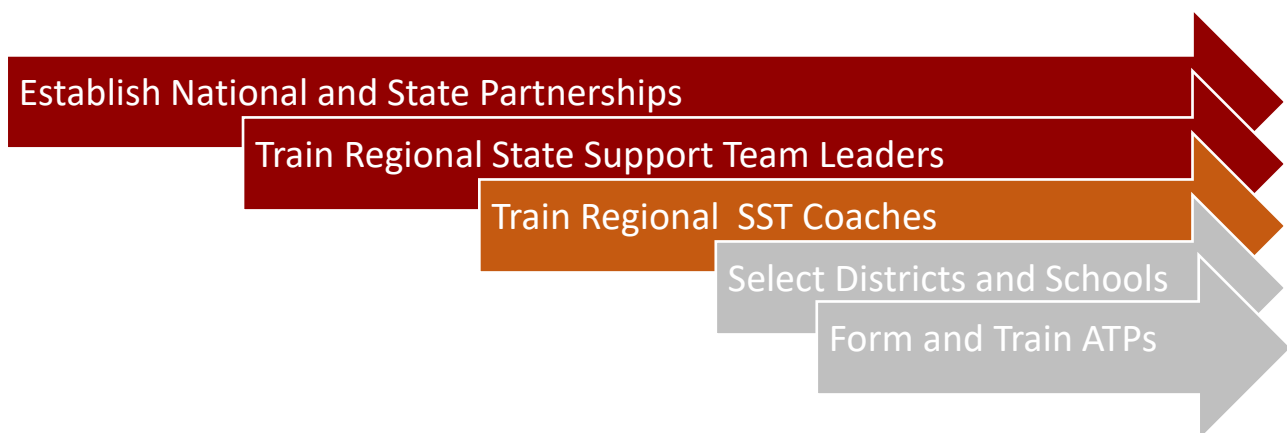 Establish National and State Partnerships
Train Regional State Support Team Leaders
Train Regional  SST Coaches
Select Districts and Schools
Form and Train ATPs